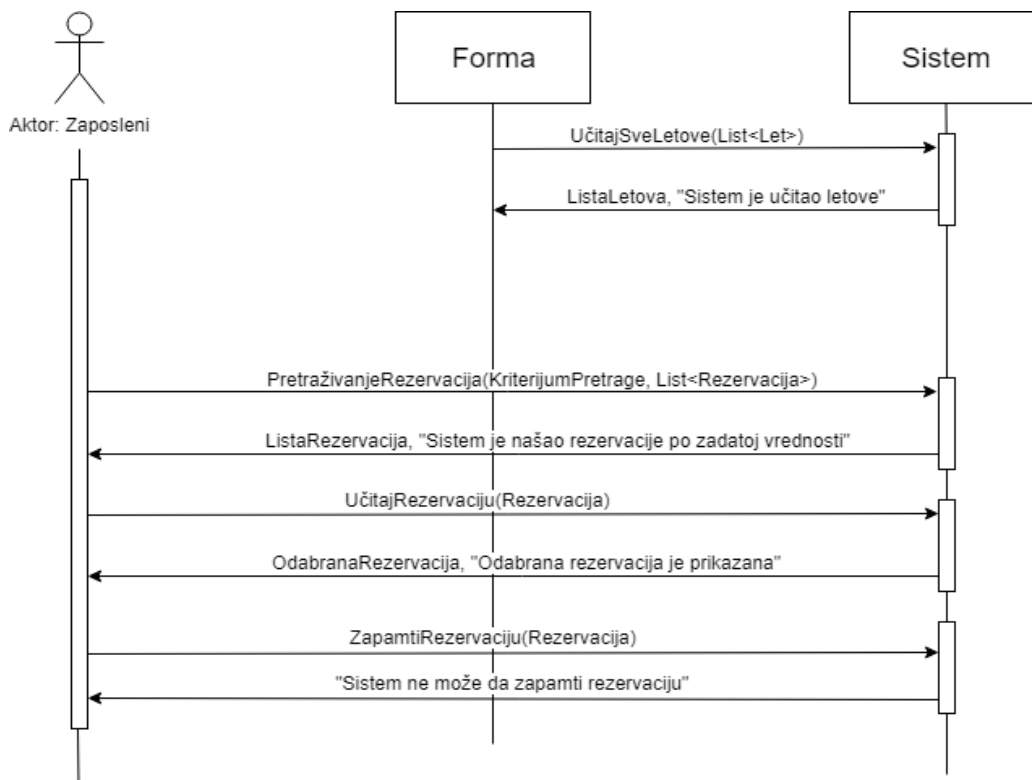 Forma
Sistem
Aktor: Zaposleni
UčitajSveLetove(List<Let>)
ListaLetova, "Sistem je učitao letove"
PretraživanjeRezervacija(KriterijumPretrage, List<Rezervacija>)
ListaRezervacija, "Sistem je našao rezervacije po zadatoj vrednosti"
UčitajRezervaciju(Rezervacija)
OdabranaRezervacija, "Odabrana rezervacija je prikazana"
ZapamtiRezervaciju(Rezervacija)
"Sistem ne može da zapamti rezervaciju"